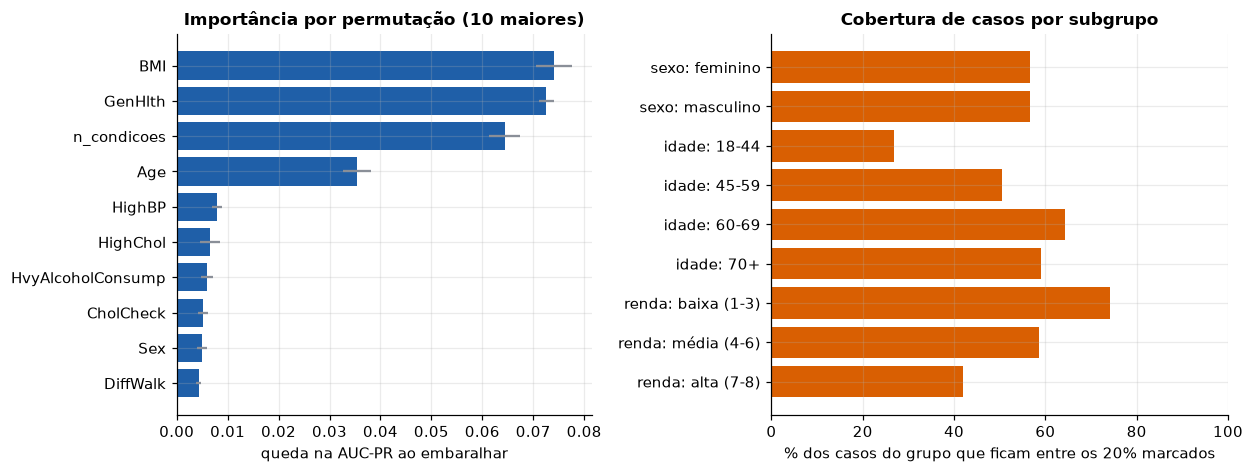 Importância por permutação (10 maiores)
BMI
GenHlth
n_condicoes
Age
HighBP
HighChol
HvyAlcoholConsump
CholCheck
Sex
DiffWalk
0.00 0.01 0.02 0.03 0.04 0.05 0.06 0.07 0.08
queda na AUC-PR ao embaralhar
Cobertura de casos por subgrupo
sexo: feminino
sexo: masculino
idade: 18-44
idade: 45-59
idade: 60-69
idade: 70+
renda: baixa (1-3)
renda: média (4-6)
renda: alta (7-8)
0 20 40 60 80 100
% dos casos do grupo que ficam entre os 20% marcados